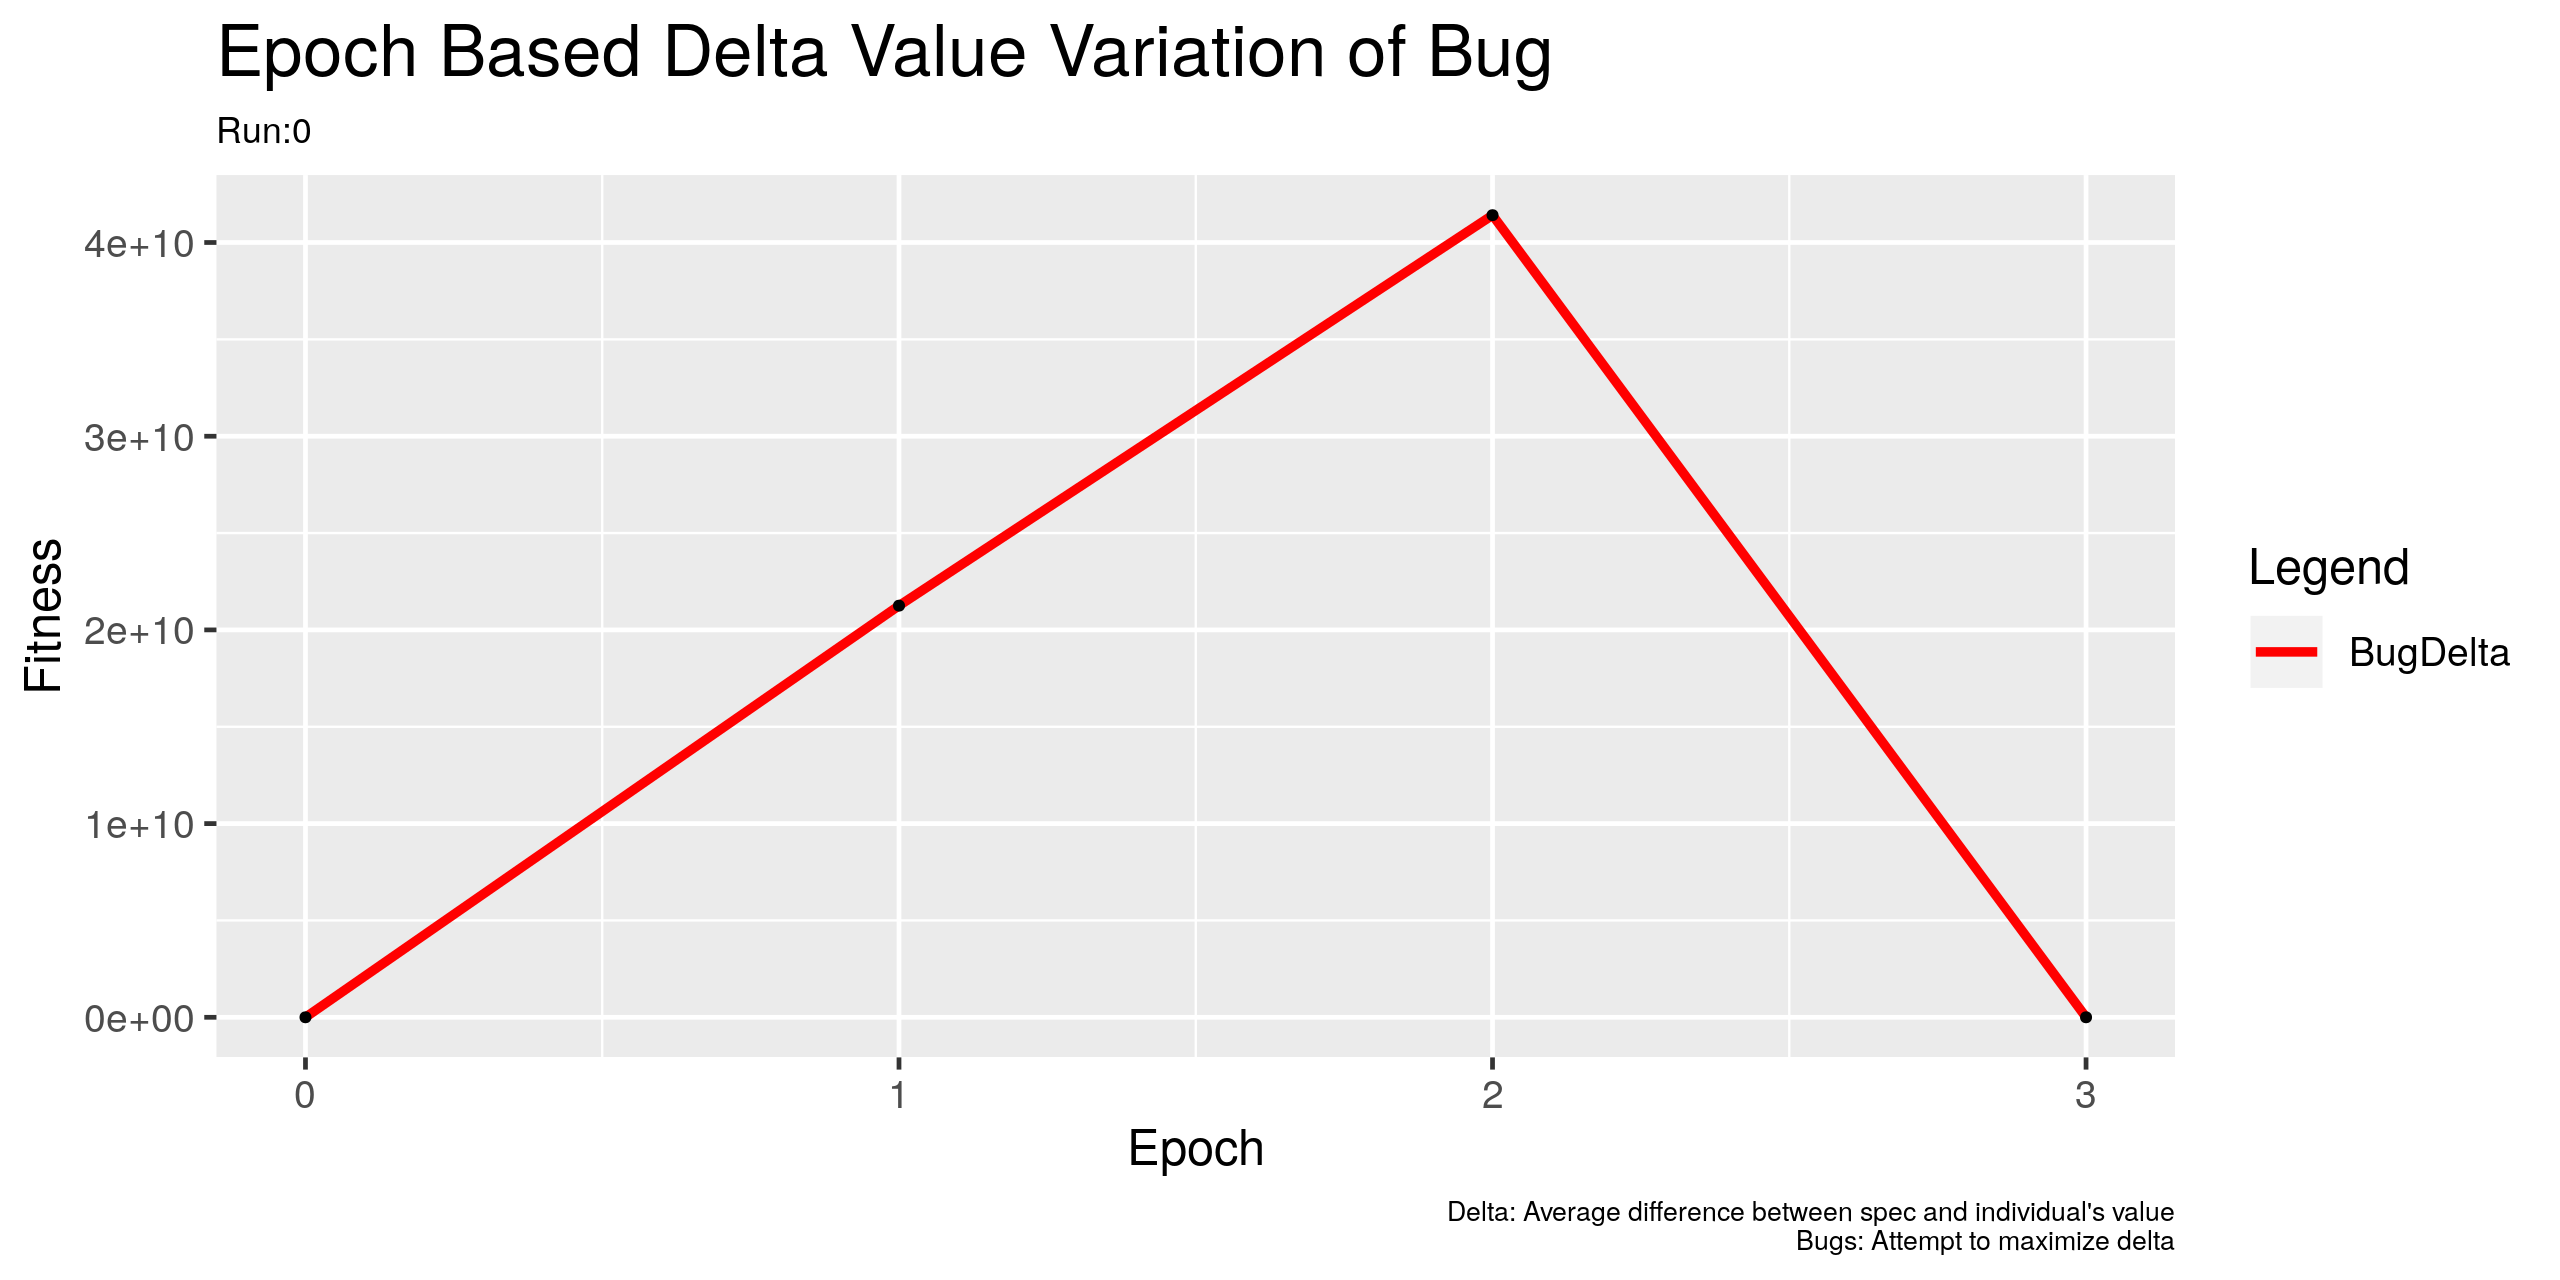 Epoch Based Delta Value Variation of Bug
Run:0
4e+10
3e+10
2e+10
1e+10
0e+00
Fitness
0
1
2
3
Epoch
Legend
BugDelta
Delta: Average difference between spec and individual's value
Bugs: Attempt to maximize delta